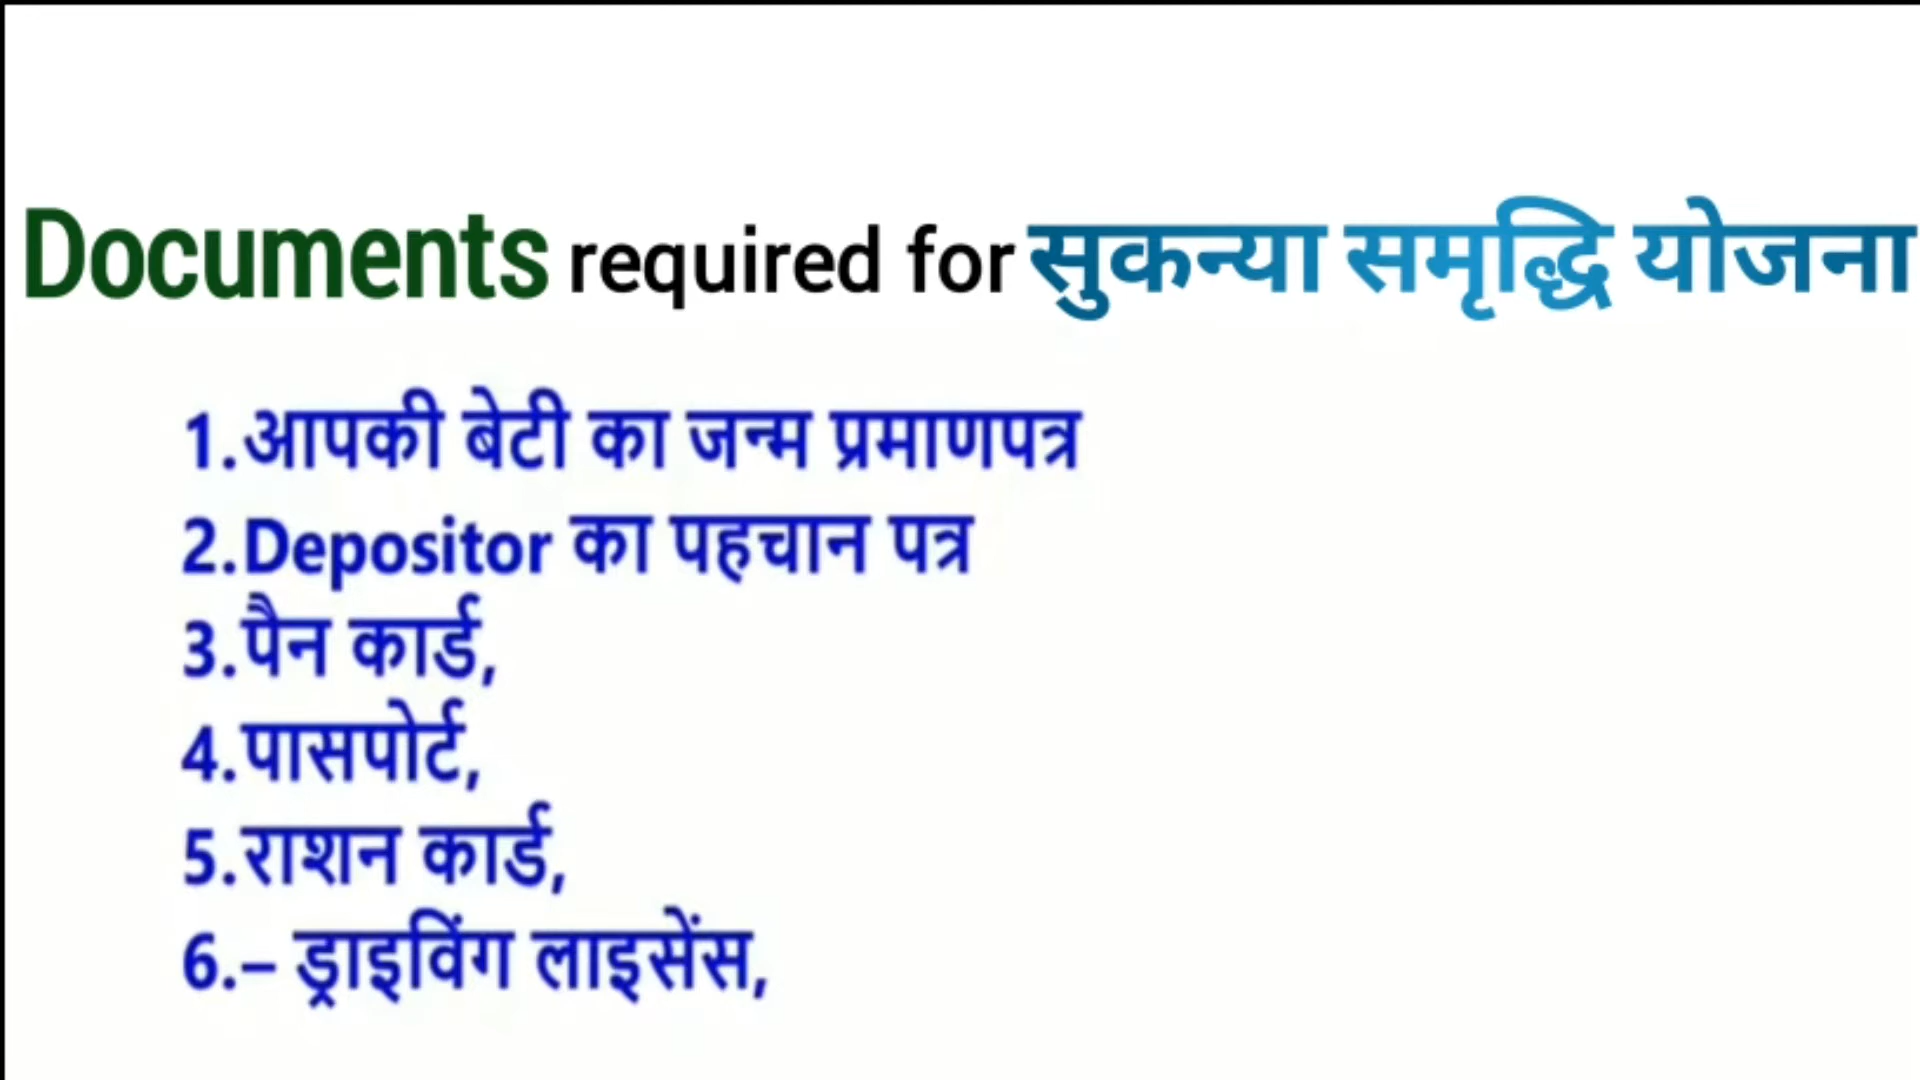 Documents required for सुकन्या समृद्धि योजना
1.आपकी बेटी का जन्म प्रमाणपत्र
2.Depositor का पहचान पत्र
3.पैन कार्ड,
4.पासपोर्ट,
5.राशन कार्ड,
6.– ड्राइविंग लाइसेंस,